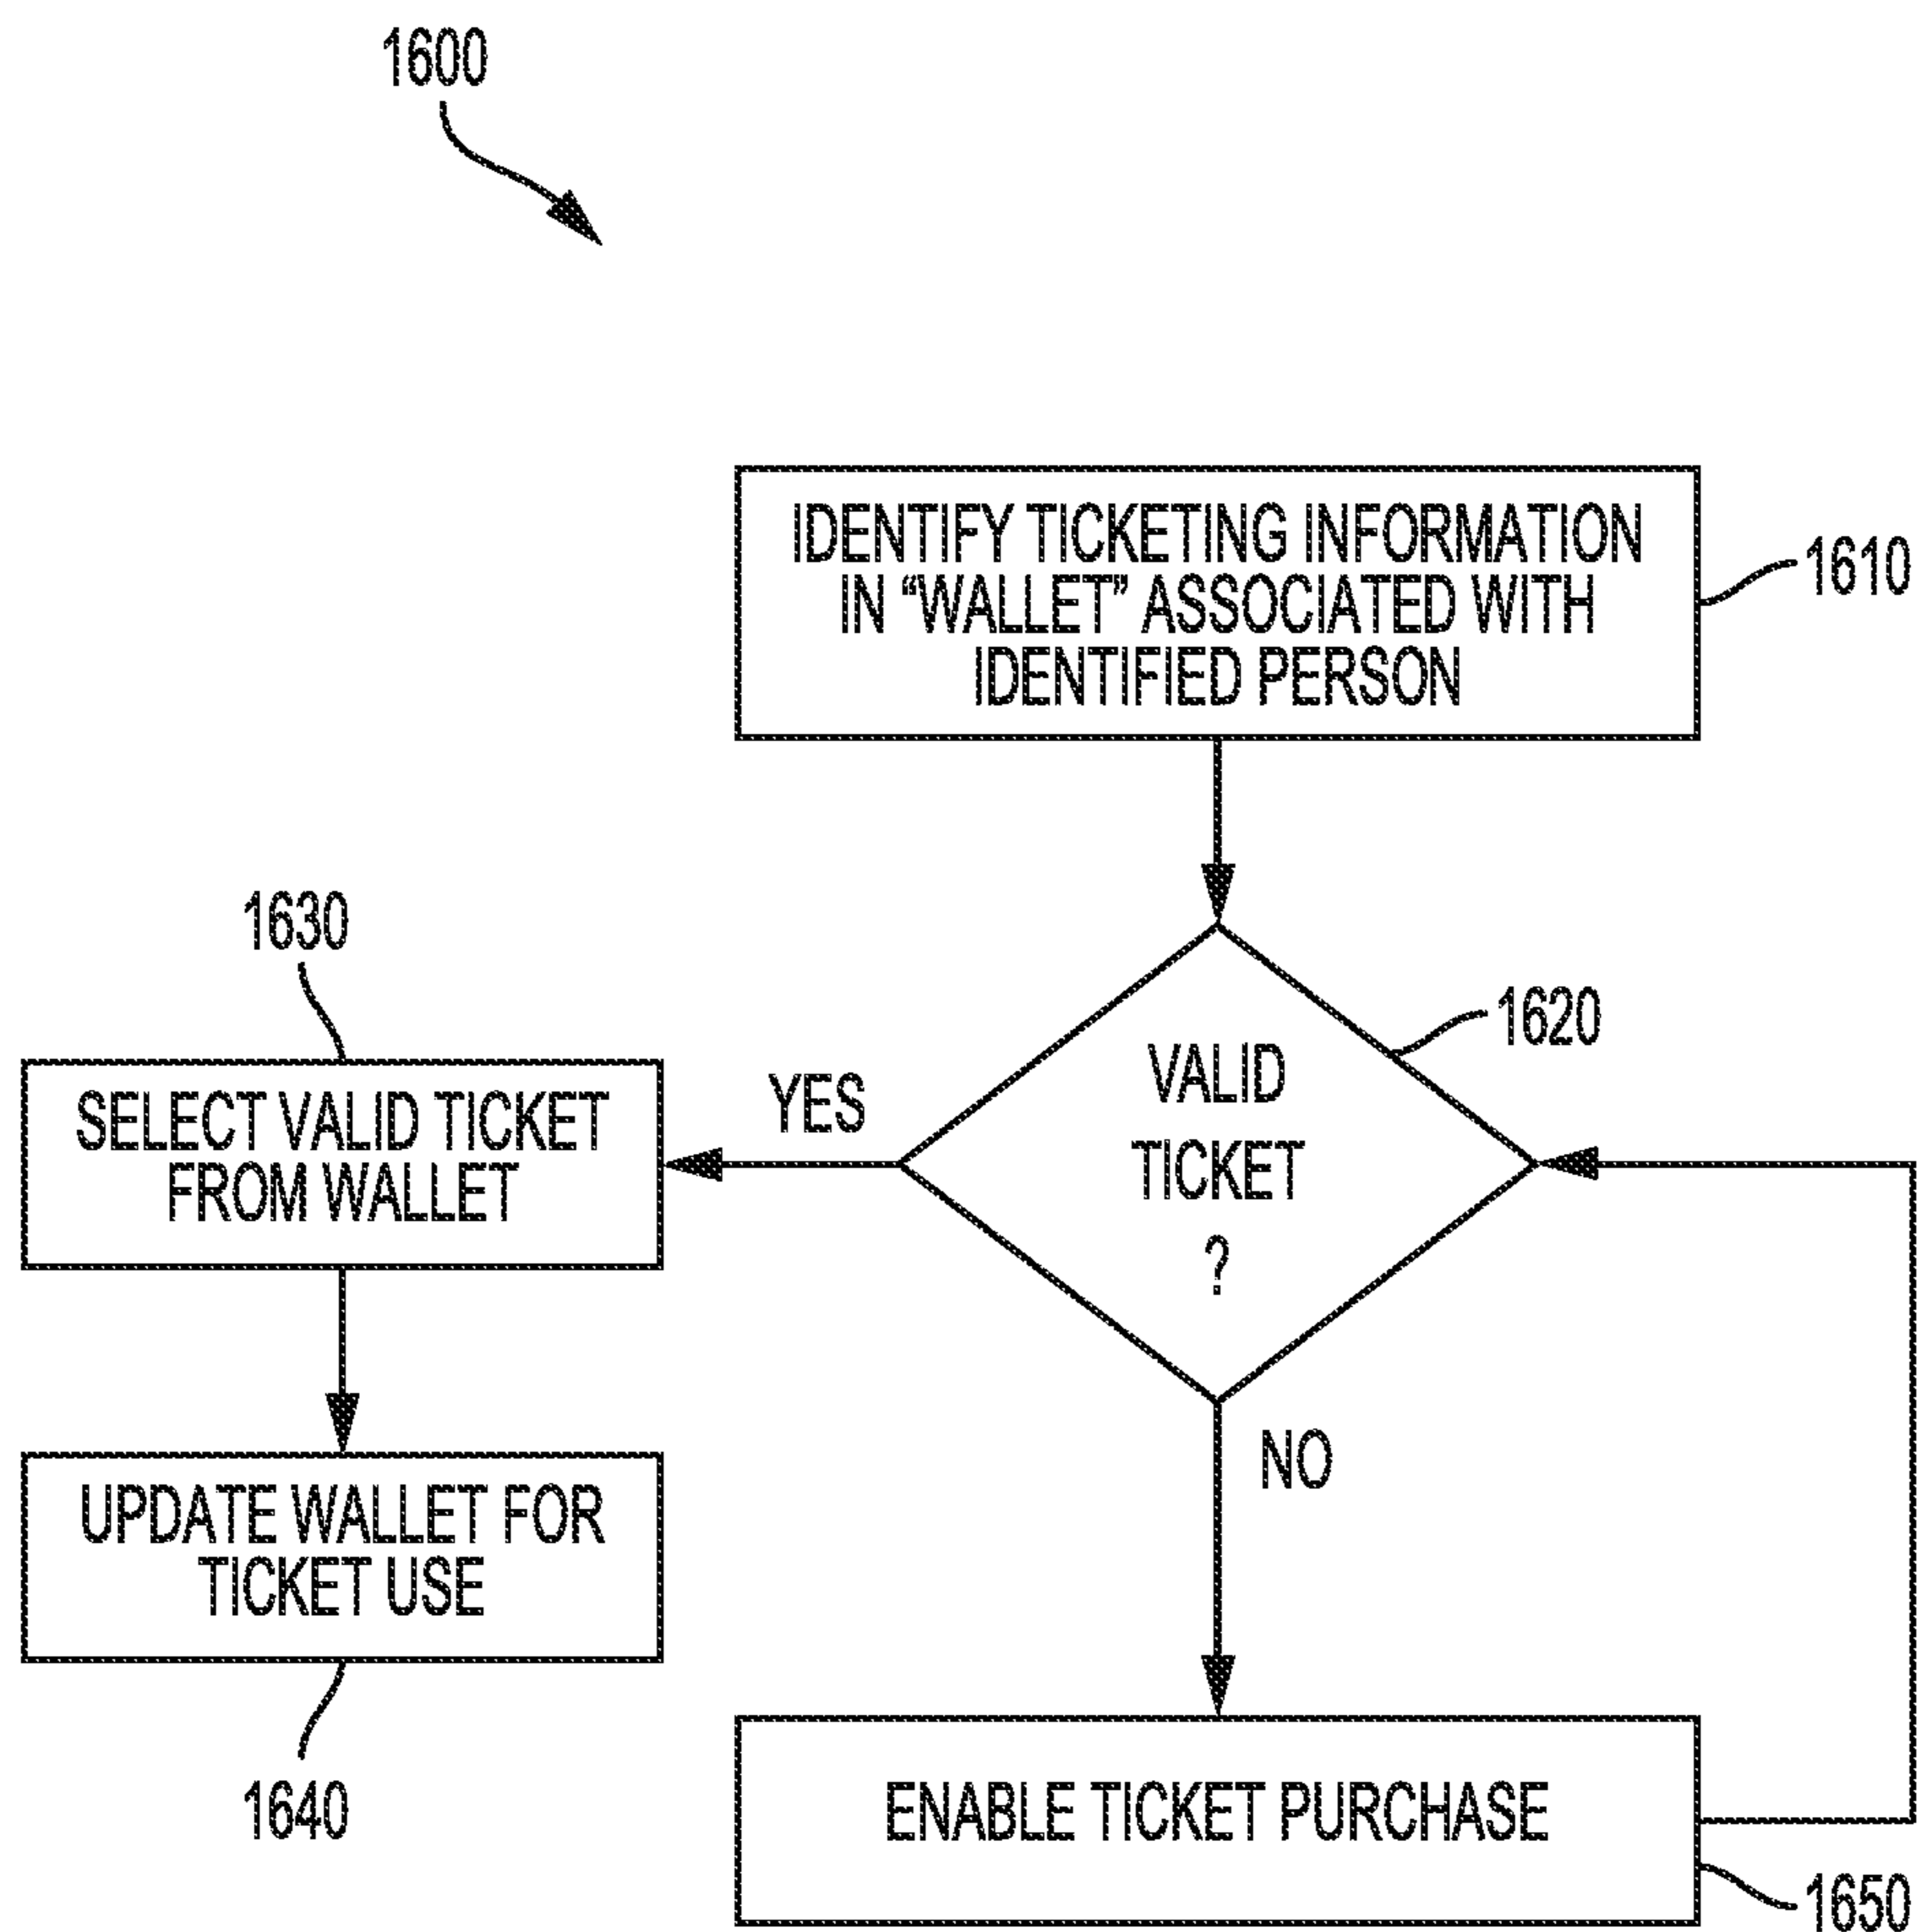 1600
IDENTIFY TICKETING INFORMATION
IN “WALLET” ASSOCIATED WITH
IDENTIFIED PERSON
1610
1630
1620
VALID
TICKET
?
YES
SELECT VALID TICKET
FROM WALLET
NO
UPDATE WALLET FOR
TICKET USE
1640
ENABLE TICKET PURCHASE
1650